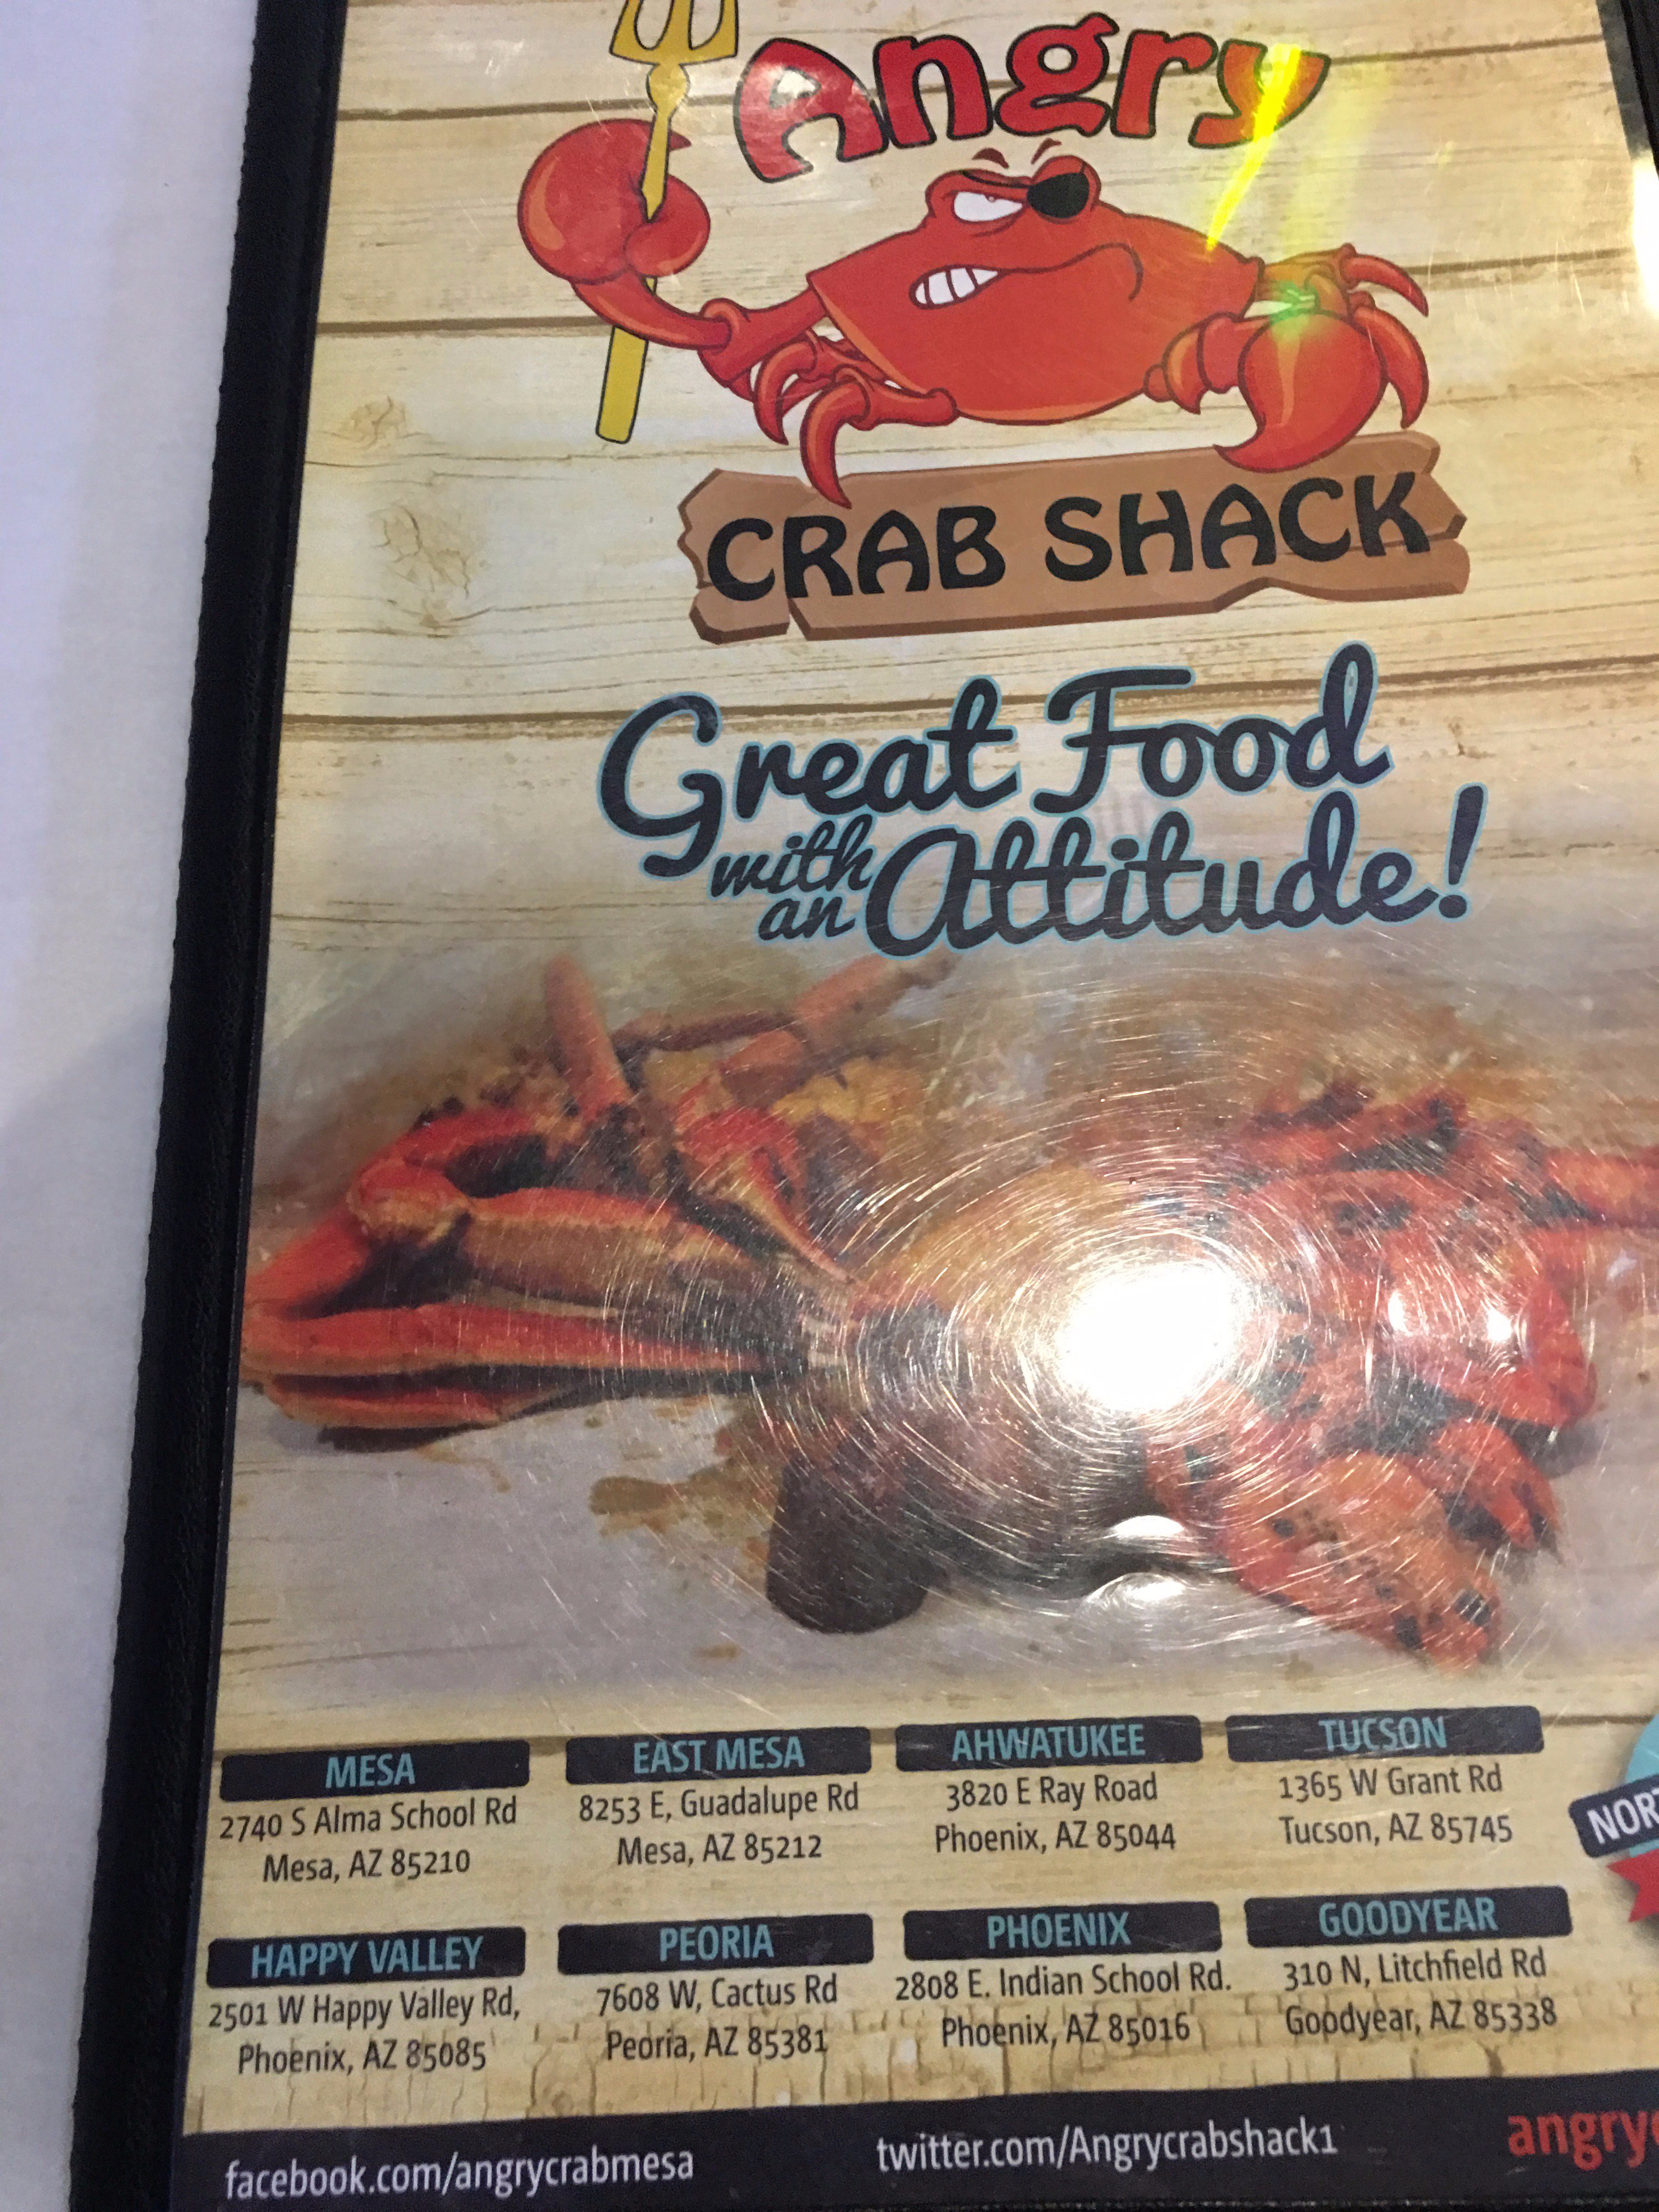 Angry
CRAB SHACK
Great Food
with an Attitude!
MESA
2740 S Alma School Rd
Mesa, AZ 85210
EAST MESA
8253 E, Guadalupe Rd
Mesa, AZ 85212
AHWATUKEE
3820 E Ray Road
Phoenix, AZ 85044
TUCSON
1365 W Grant Rd
Tucson, AZ 85745
HAPPY VALLEY
2501 W Happy Valley Rd,
Phoenix, AZ 85085
PEORIA
7608 W, Cactus Rd
Peoria, AZ 85381
PHOENIX
2808 E. Indian School Rd.
Phoenix, AZ 85016
GOODYEAR
310 N, Litchfield Rd
Goodyear, AZ 85338
facebook.com/angrycrabmesa
twitter.com/Angrycrabshack1